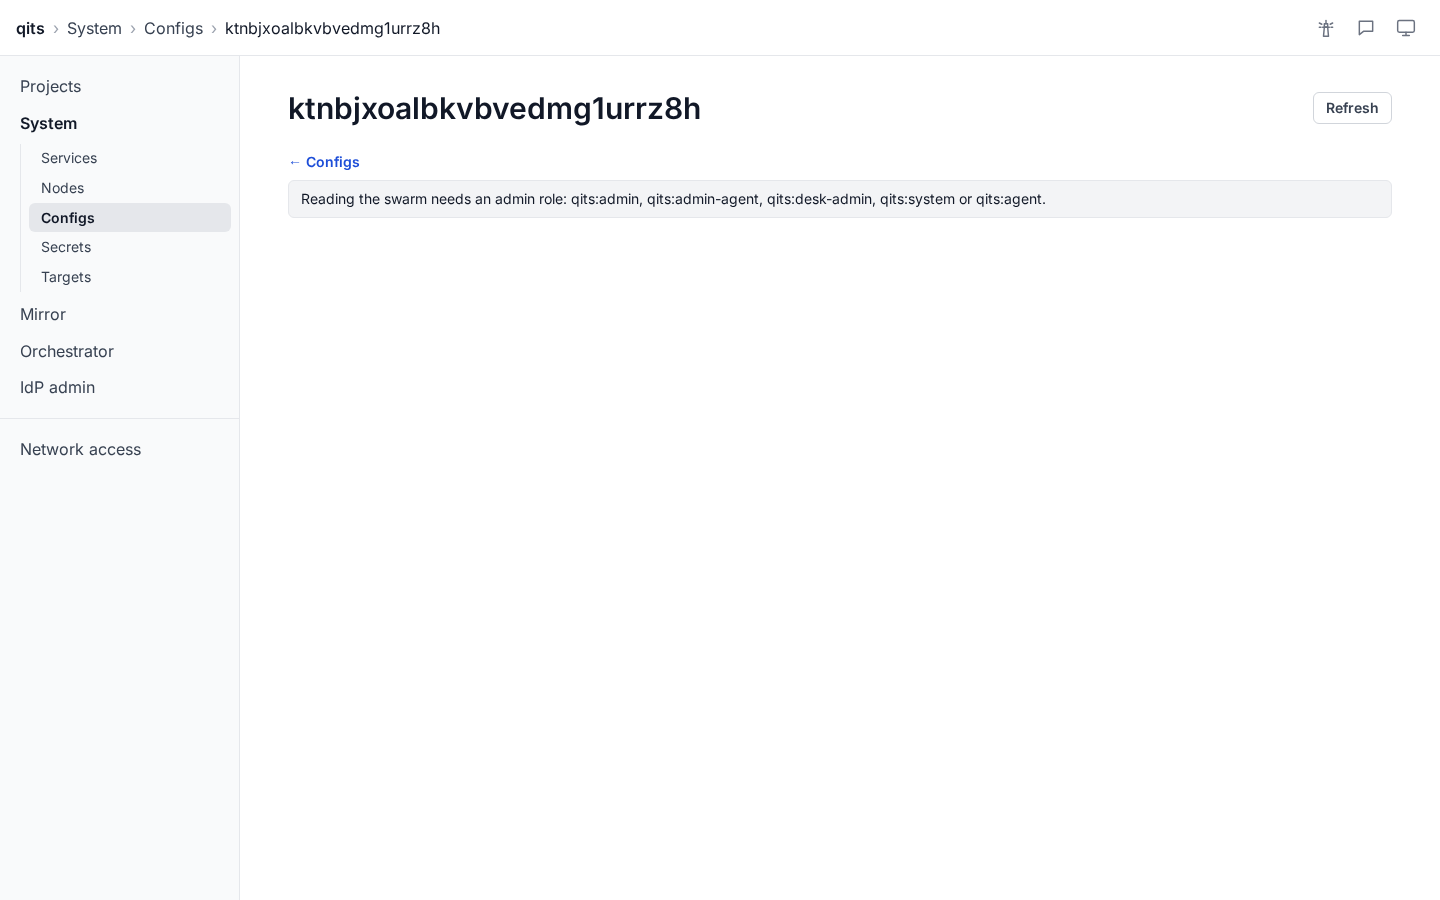 qits › System › Configs › ktnbjxoalbkvbvedmg1urrz8h
Projects
System
Services
Nodes
Configs
Secrets
Targets
Mirror
Orchestrator
IdP admin
Network access
ktnbjxoalbkvbvedmg1urrz8h
Refresh
← Configs
Reading the swarm needs an admin role: qits:admin, qits:admin-agent, qits:desk-admin, qits:system or qits:agent.